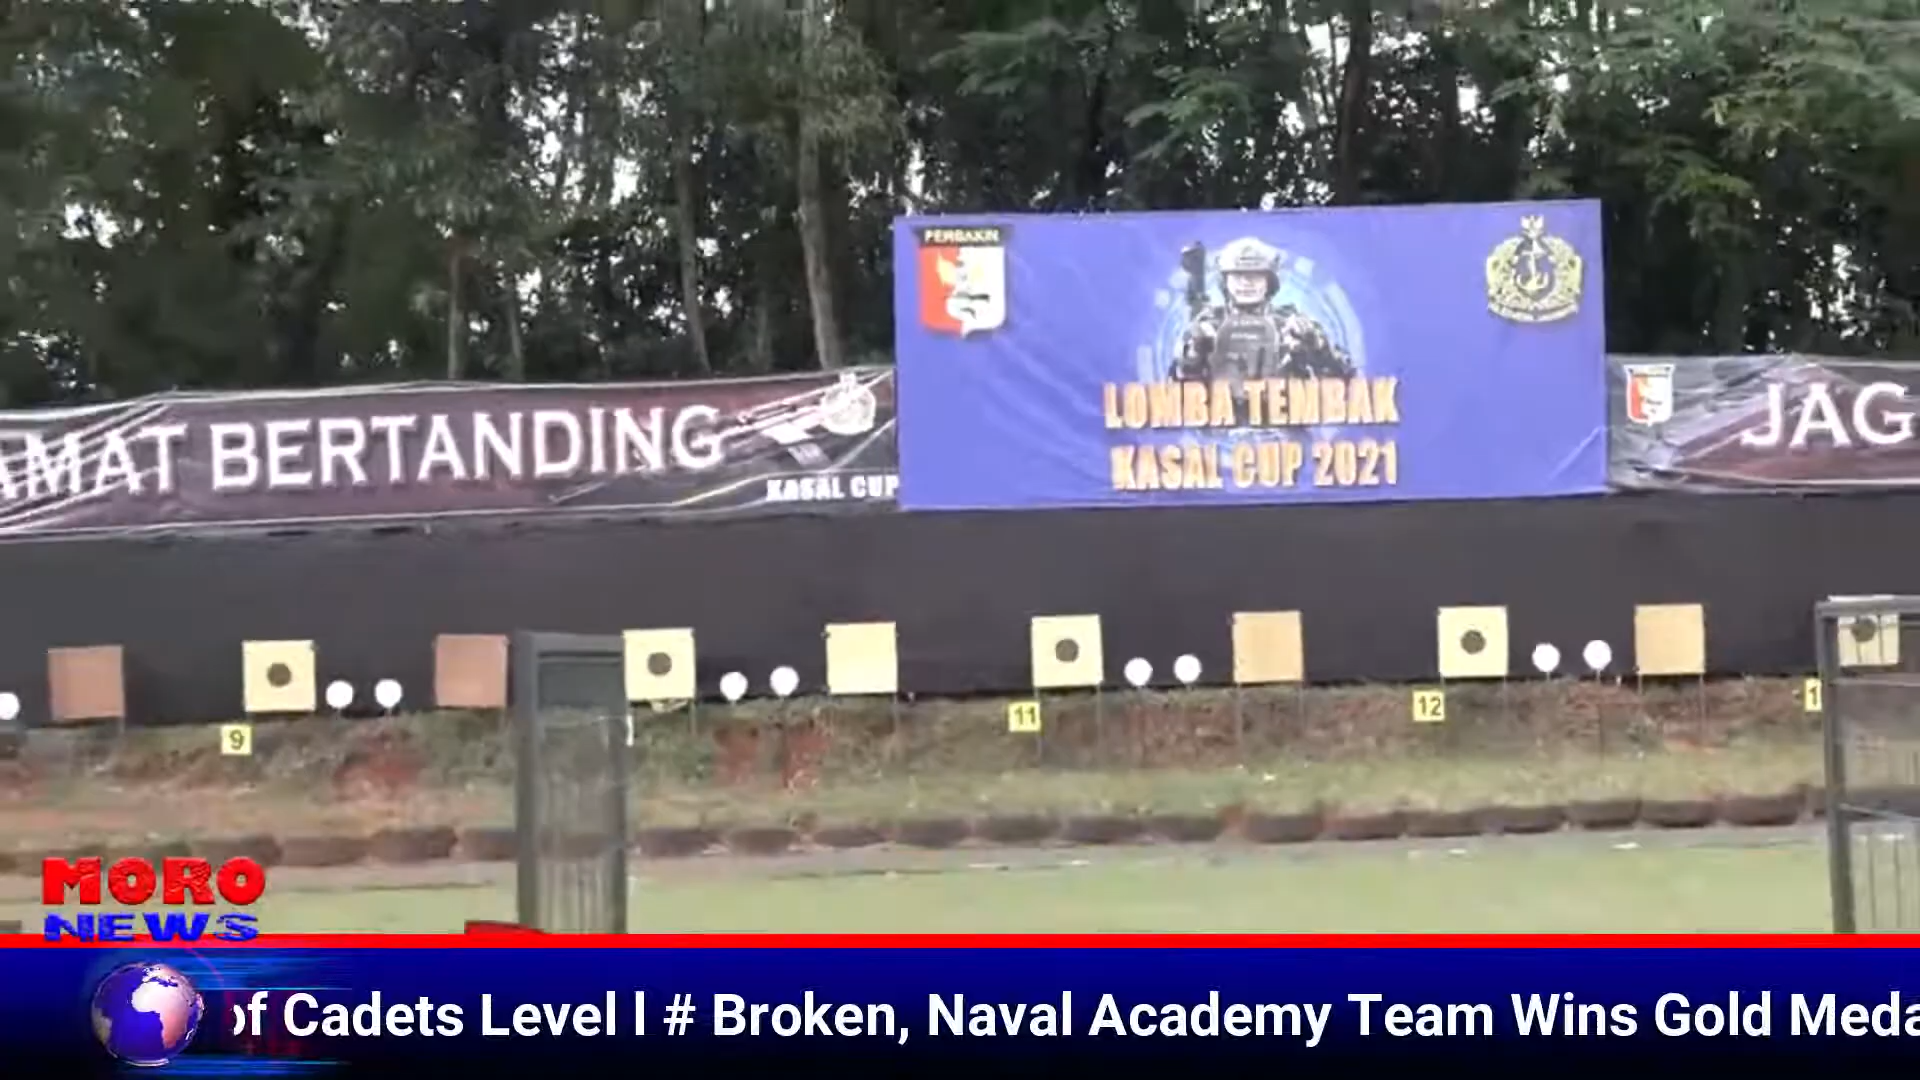 PERBAKIN
LOMBA TEMBAK
KASAL CUP 2021
AMAT BERTANDING
KASAL CUP
JAG
9
11
12
1
MORO
NEWS
of Cadets Level l # Broken, Naval Academy Team Wins Gold Meda